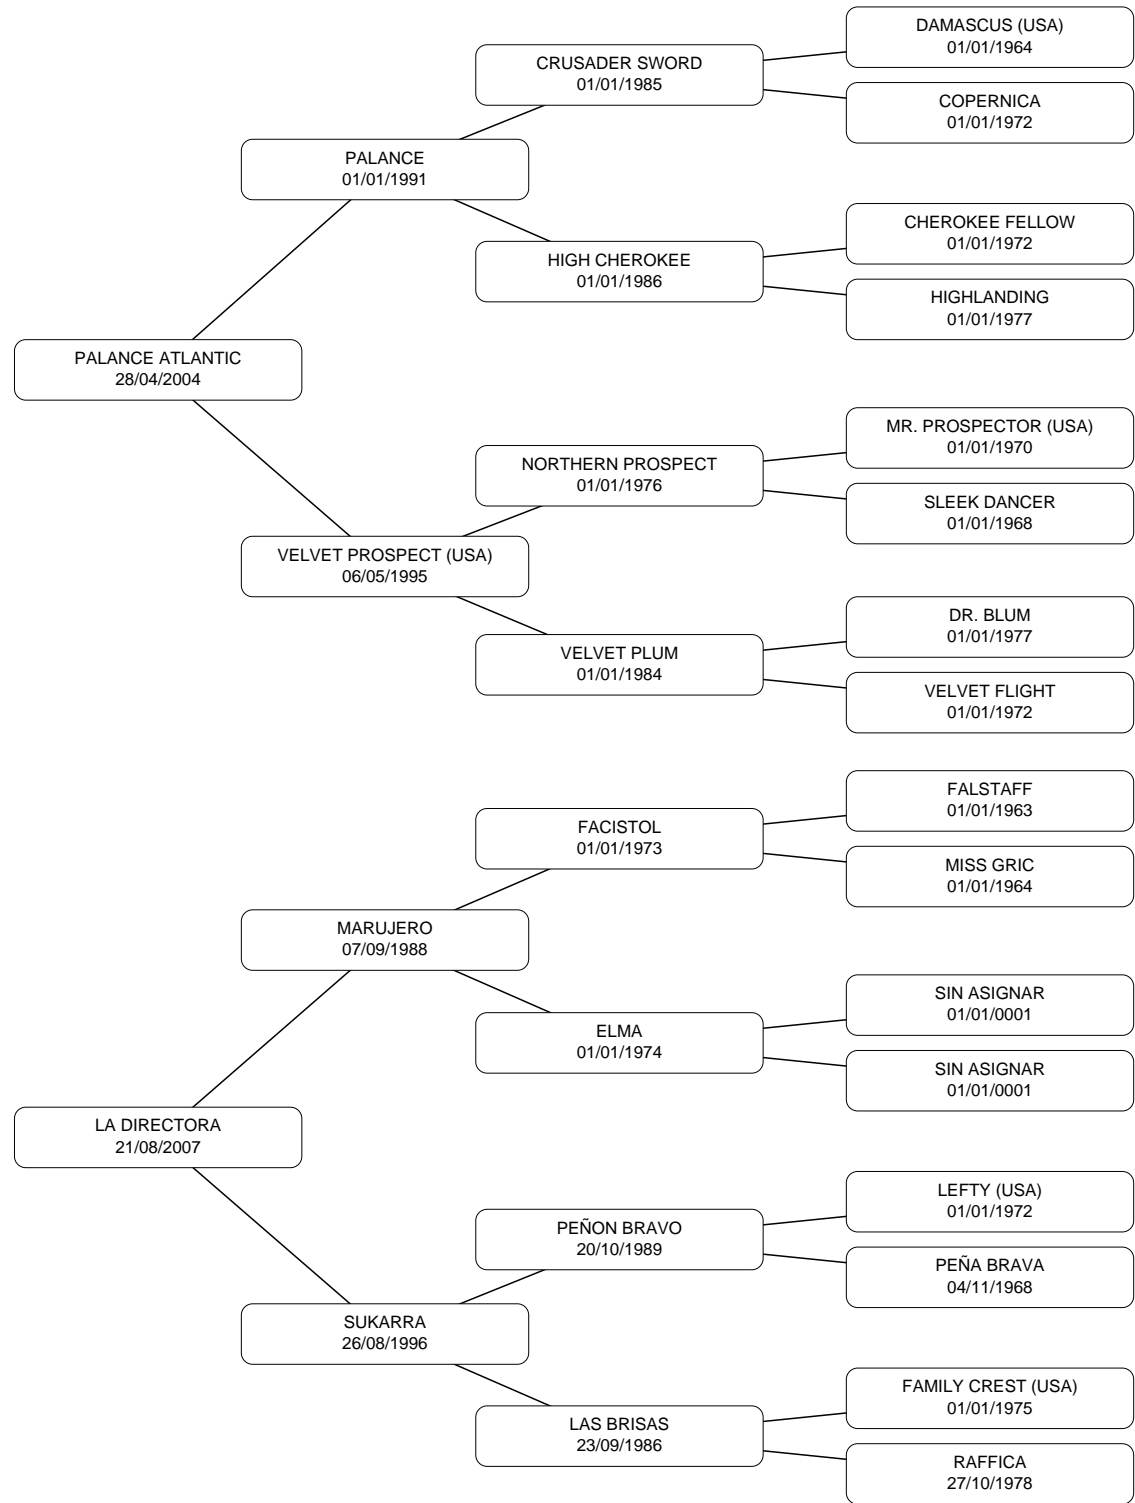 DAMASCUS (USA)
01/01/1964
CRUSADER SWORD
01/01/1985
COPERNICA
01/01/1972
PALANCE
01/01/1991
CHEROKEE FELLOW
01/01/1972
HIGH CHEROKEE
01/01/1986
HIGHLANDING
01/01/1977
PALANCE ATLANTIC
28/04/2004
MR. PROSPECTOR (USA)
01/01/1970
NORTHERN PROSPECT
01/01/1976
SLEEK DANCER
01/01/1968
VELVET PROSPECT (USA)
06/05/1995
DR. BLUM
01/01/1977
VELVET PLUM
01/01/1984
VELVET FLIGHT
01/01/1972
FALSTAFF
01/01/1963
FACISTOL
01/01/1973
MISS GRIC
01/01/1964
MARUJERO
07/09/1988
SIN ASIGNAR
01/01/0001
ELMA
01/01/1974
SIN ASIGNAR
01/01/0001
LA DIRECTORA
21/08/2007
LEFTY (USA)
01/01/1972
PEÑON BRAVO
20/10/1989
PEÑA BRAVA
04/11/1968
SUKARRA
26/08/1996
FAMILY CREST (USA)
01/01/1975
LAS BRISAS
23/09/1986
RAFFICA
27/10/1978